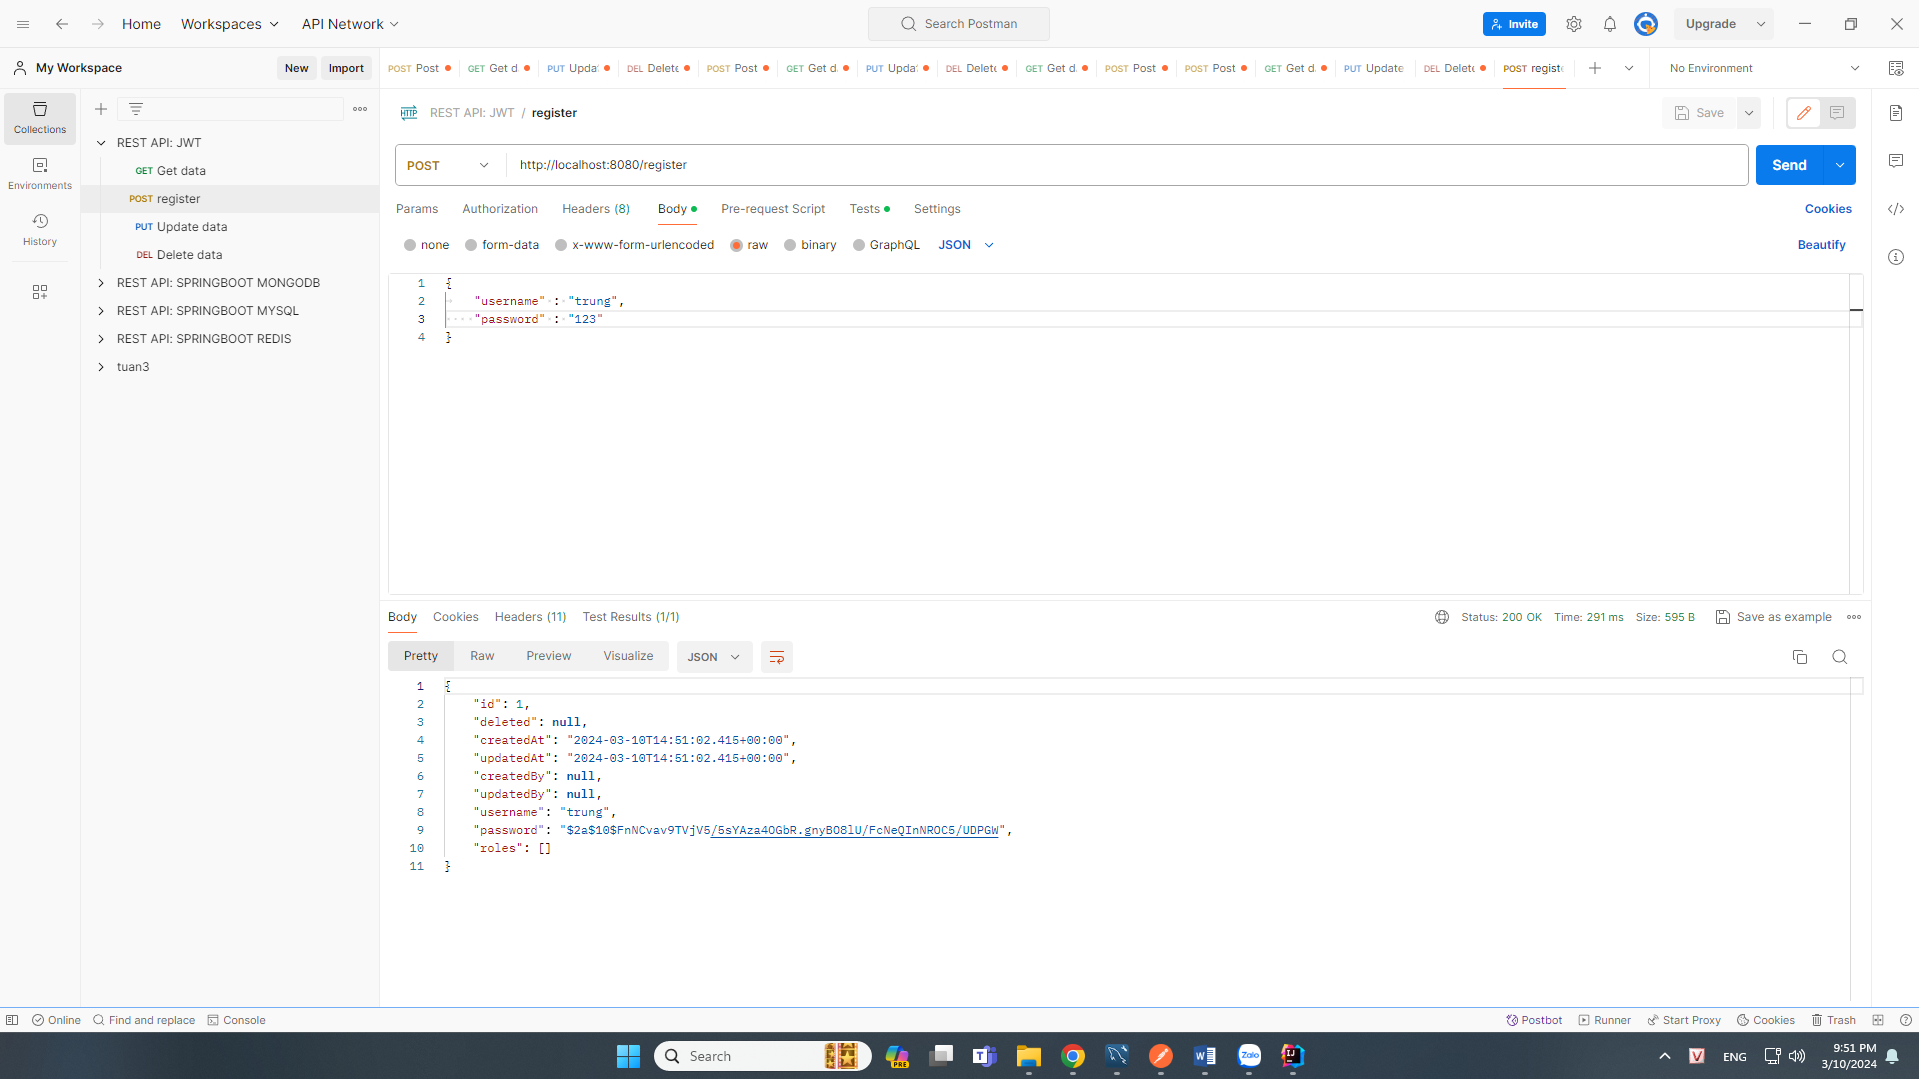 Home
Workspaces
API Network
Search Postman
Invite
Upgrade
My Workspace
New
Import
POST Post
GET Get d
PUT Upda
DEL Delete
POST Post
GET Get d
PUT Upda
DEL Delete
GET Get d
POST Post
POST Post
GET Get d
PUT Update
DEL Delete
POST regist
No Environment
Collections
Environments
History
REST API: JWT
GET Get data
POST register
PUT Update data
DEL Delete data
REST API: SPRINGBOOT MONGODB
REST API: SPRINGBOOT MYSQL
REST API: SPRINGBOOT REDIS
tuan3
HTTP REST API: JWT / register
Save
POST http://localhost:8080/register
Send
Params Authorization Headers (8) Body Pre-request Script Tests Settings
Cookies
none form-data x-www-form-urlencoded raw binary GraphQL JSON
Beautify
1 {
2 "username" : "trung",
3 "password" : "123"
4 }
Body Cookies Headers (11) Test Results (1/1)
Status: 200 OK Time: 291 ms Size: 595 B Save as example
Pretty Raw Preview Visualize JSON
1 {
2 "id": 1,
3 "deleted": null,
4 "createdAt": "2024-03-10T14:51:02.415+00:00",
5 "updatedAt": "2024-03-10T14:51:02.415+00:00",
6 "createdBy": null,
7 "updatedBy": null,
8 "username": "trung",
9 "password": "$2a$10$FnNCvav9TVjV5/5sYAza4OGbR.gnyBO8lU/FcNeQInNROC5/UDPGW",
10 "roles": []
11 }
Online Find and replace Console
Postbot Runner Start Proxy Cookies Trash
Search
PRE
Zalo
ENG
9:51 PM
3/10/2024